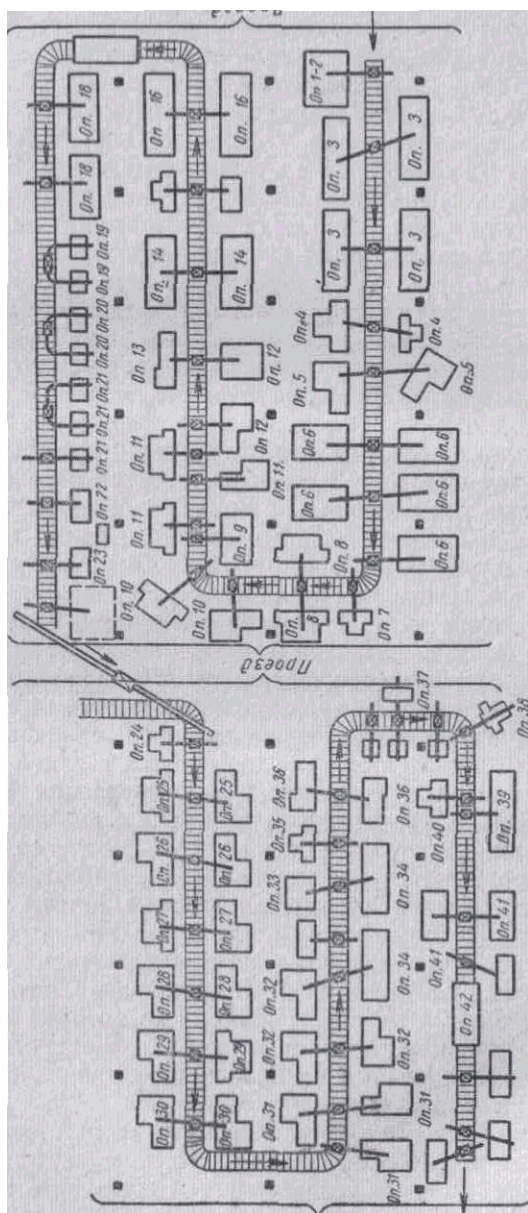 Проезд
Оп. 18
Оп. 16
Оп. 16
Оп 1-2
Оп. 3
Оп. 3
Оп. 18
Оп. 3
Оп. 3
Оп.19
Оп.19
Оп. 14
Оп. 14
Оп.20
Оп.20
Оп.4
Оп.4
Оп. 13
Оп. 12
Оп. 5
Оп.5
Оп.21
Оп.21
Оп.21
Оп. 11
Оп 12
Оп.6
Оп.6
Оп.22
Оп. 11
Оп.11.
Оп.6
Оп.6
Оп.23
Оп. 9
Оп. 8
Оп.6
Оп. 10
Оп. 10
Оп. 8
Оп 7
Проезд
Оп.24
Оп.37
Оп.38
Оп.25
Оп. 25
Оп.36
Оп.36
Оп. 39
Оп.26
Оп. 26
Оп.35
Оп.40
Оп.27
Оп. 27
Оп.33
Оп. 34
Оп.41
Оп.41
Оп.28
Оп. 28
Оп.32
Оп. 34
Оп. 42
Оп.29
Оп.29
Оп.32
Оп.32
Оп.30
Оп.30
Оп.31
Оп.31
Оп.31